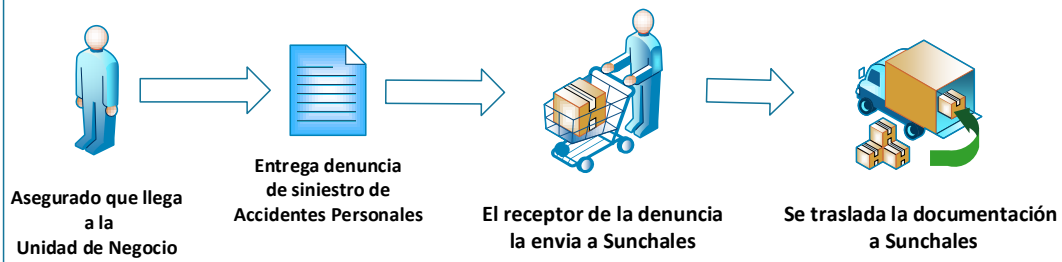 Asegurado que llega
a la
Unidad de Negocio
Entrega denuncia
de siniestro de
Accidentes Personales
El receptor de la denuncia
la envia a Sunchales
Se traslada la documentación
a Sunchales